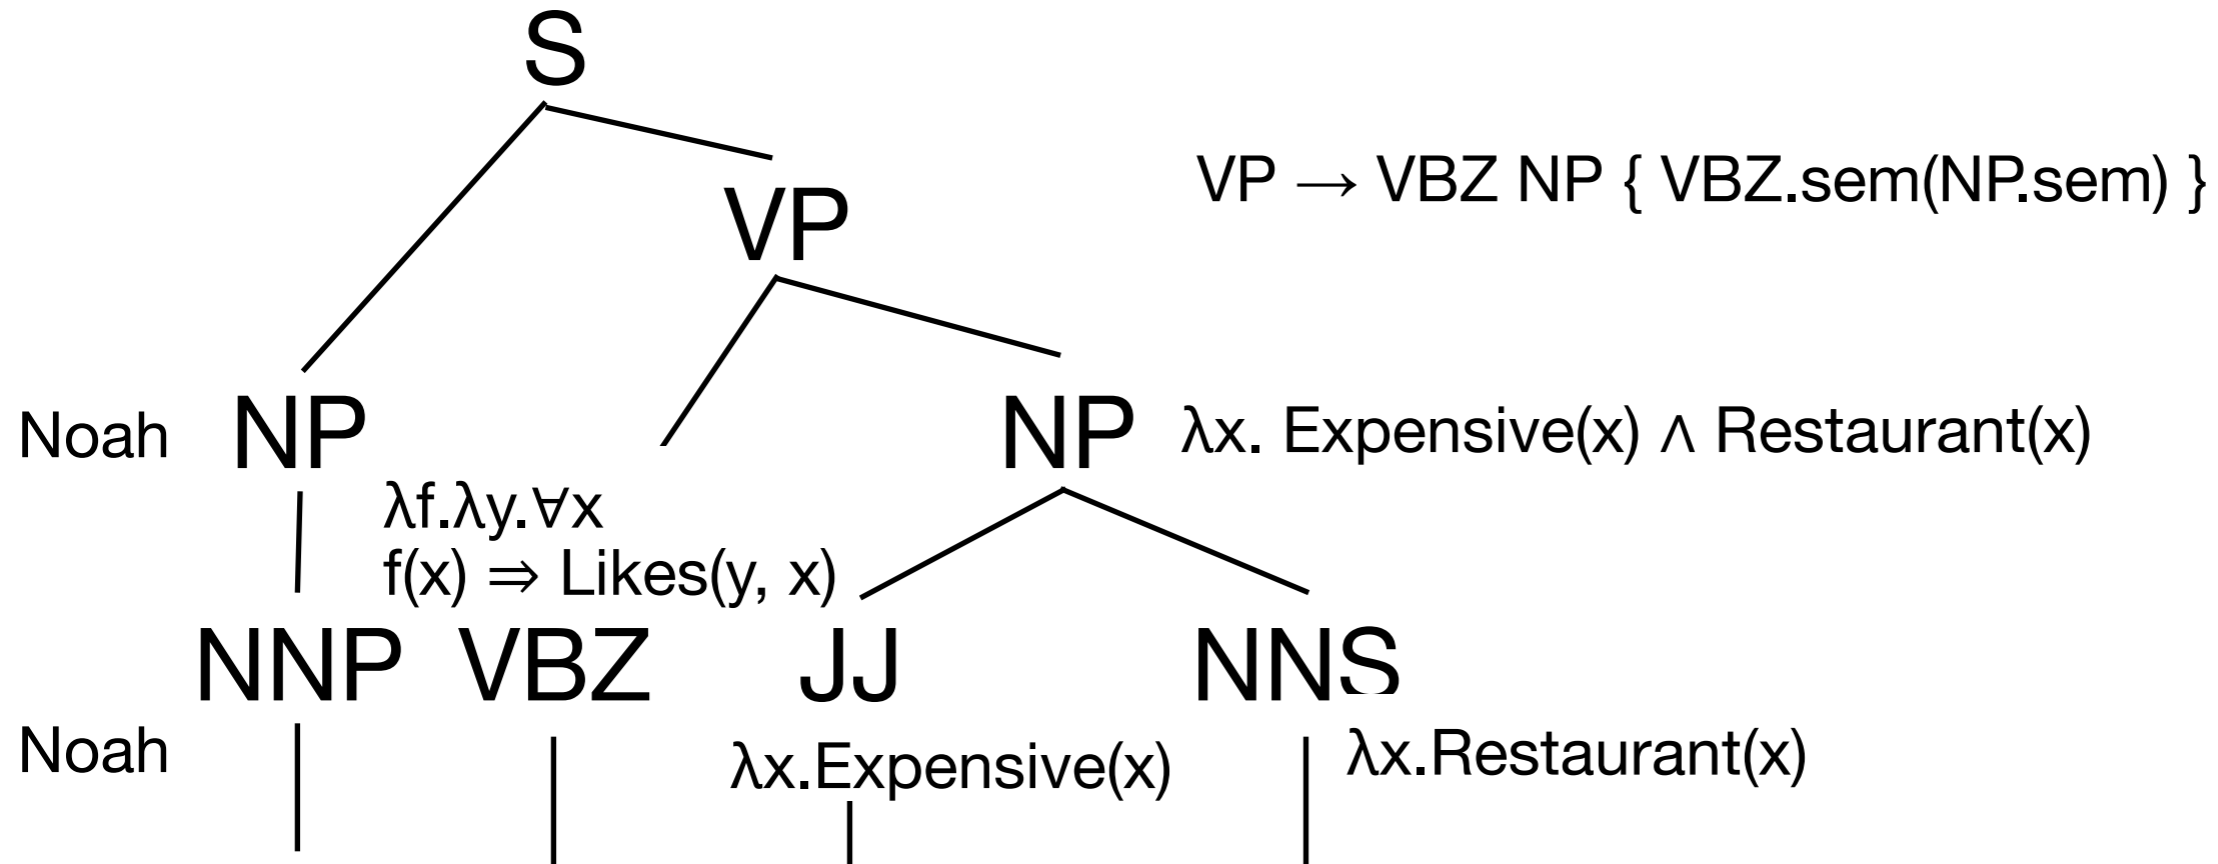 S
VP
VP → VBZ NP { VBZ.sem(NP.sem) }
Noah
NP
NP
λx. Expensive(x) ∧ Restaurant(x)
λf.λy.∀x
f(x) ⇒ Likes(y, x)
NNP
VBZ
JJ
NNS
Noah
λx.Expensive(x)
λx.Restaurant(x)